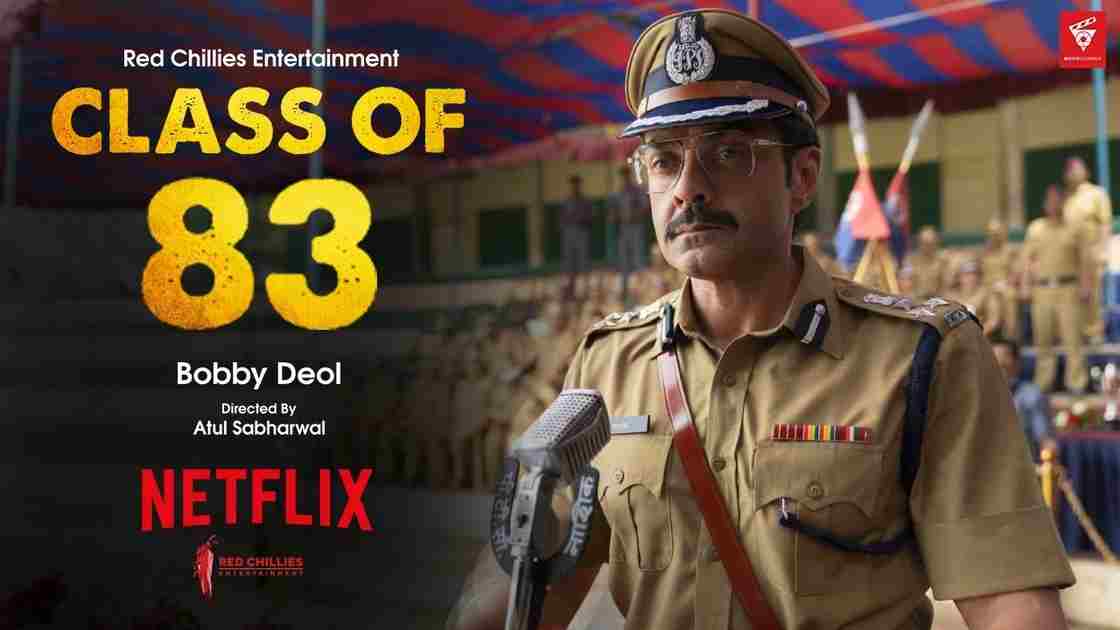 Red Chillies Entertainment
CLASS OF
83
Bobby Deol
Directed By
Atul Sabharwal
NETFLIX
RED CHILLIES
ENTERTAINMENT
नाशिक